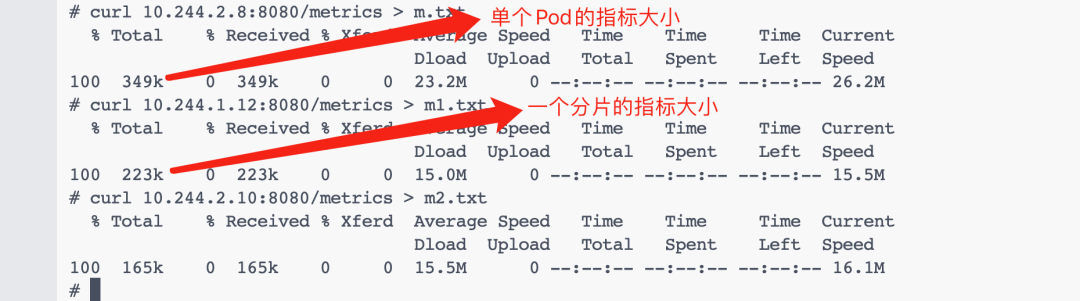 # curl 10.244.2.8:8080/metrics > m.txt
单个Pod的指标大小
% Total % Received % Xferd Average Speed Time Time Time Current
Dload Upload Total Spent Left Speed
100 349k 0 349k 0 0 23.2M 0 --:--:-- --:--:-- --:--:-- 26.2M
# curl 10.244.1.12:8080/metrics > m1.txt
一个分片的指标大小
% Total % Received % Xferd Average Speed Time Time Time Current
Dload Upload Total Spent Left Speed
100 223k 0 223k 0 0 15.0M 0 --:--:-- --:--:-- --:--:-- 15.5M
# curl 10.244.2.10:8080/metrics > m2.txt
% Total % Received % Xferd Average Speed Time Time Time Current
Dload Upload Total Spent Left Speed
100 165k 0 165k 0 0 15.5M 0 --:--:-- --:--:-- --:--:-- 16.1M
#